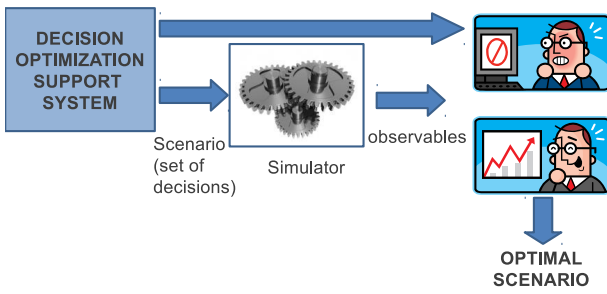 DECISION
OPTIMIZATION
SUPPORT
SYSTEM
Scenario
(set of
decisions)
Simulator
observables
OPTIMAL
SCENARIO